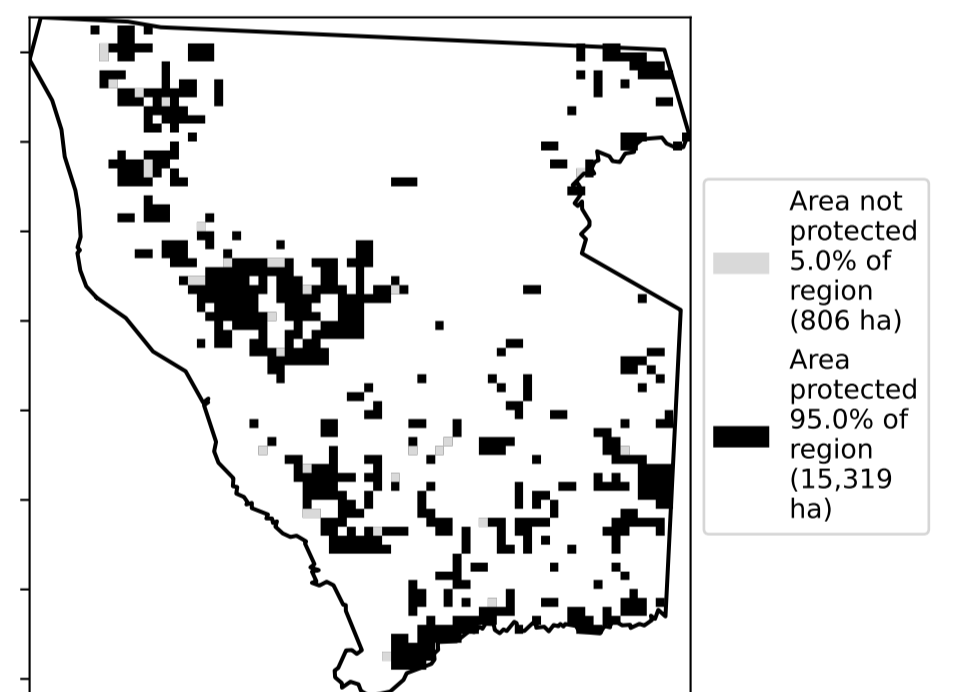 Area not
protected
5.0% of
region
(806 ha)
Area
protected
95.0% of
region
(15,319
ha)